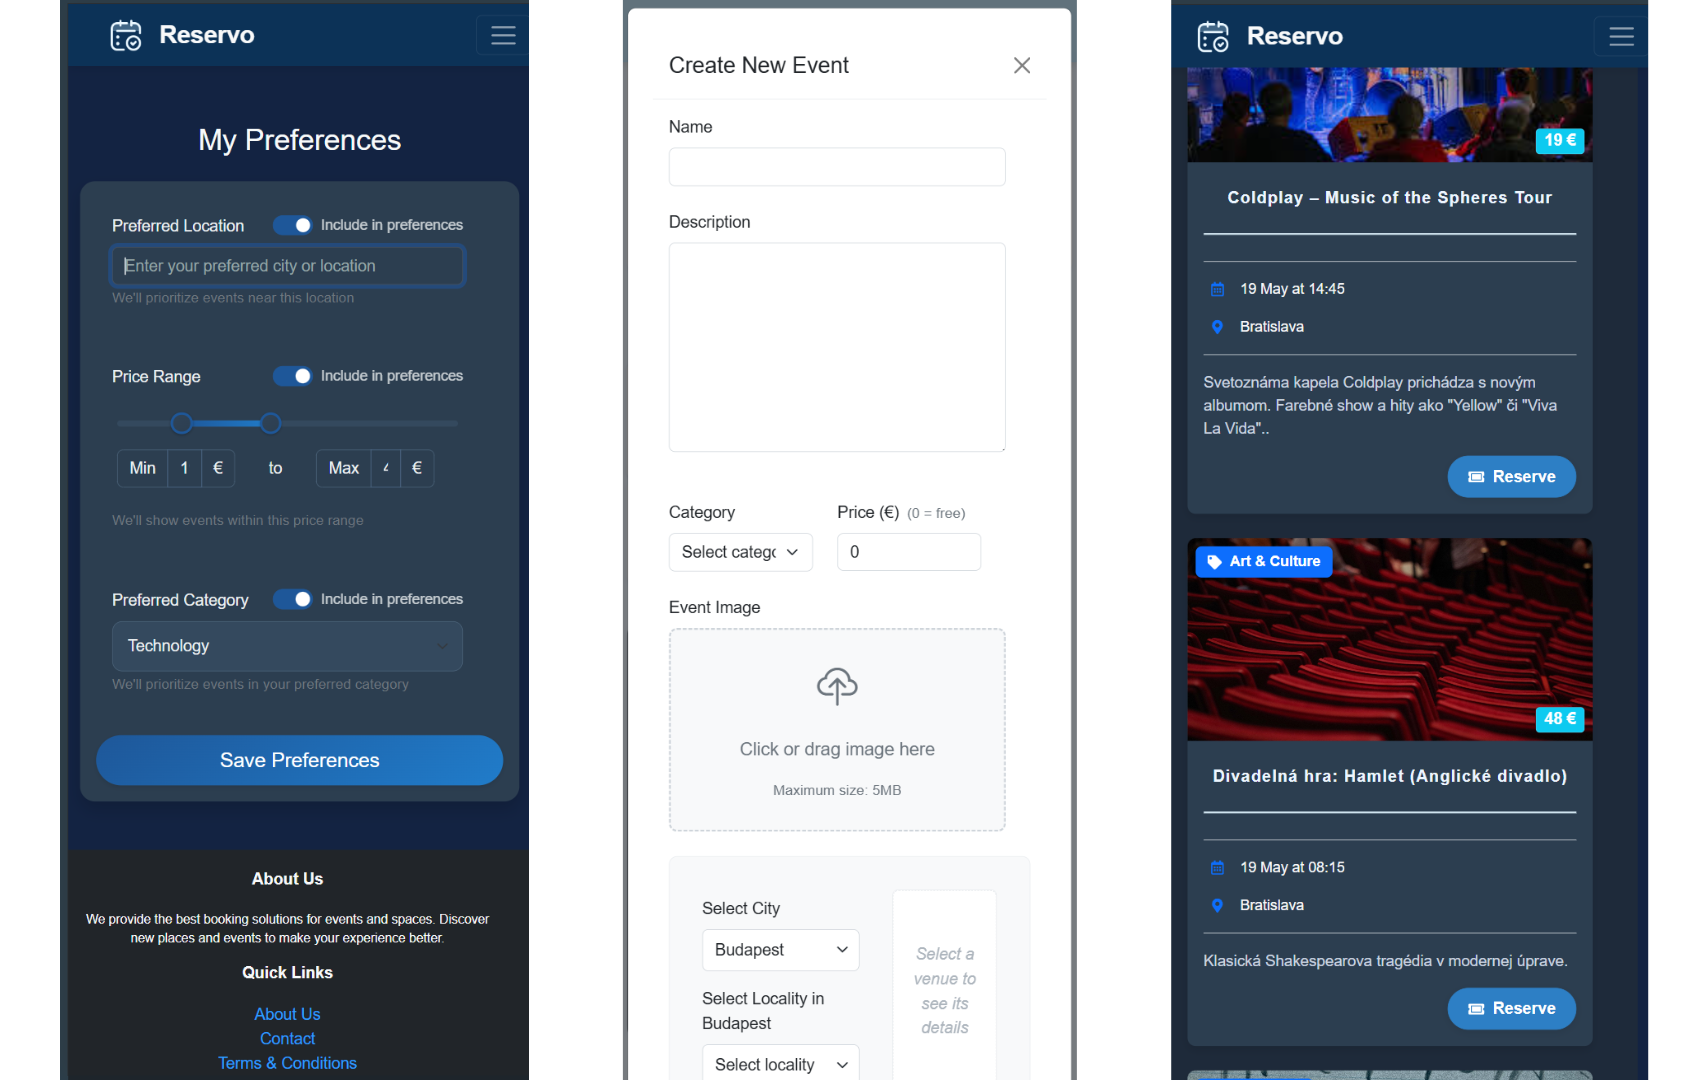 Reservo
My Preferences
Preferred Location
Include in preferences
Enter your preferred city or location
We'll prioritize events near this location
Price Range
Include in preferences
Min 1 € to Max €
We'll show events within this price range
Preferred Category
Include in preferences
Technology
We'll prioritize events in your preferred category
Save Preferences
About Us
We provide the best booking solutions for events and spaces. Discover
new places and events to make your experience better.
Quick Links
About Us
Contact
Terms & Conditions
Create New Event
Name
Description
Category
Price (€) (0 = free)
Select catego
0
Event Image
Click or drag image here
Maximum size: 5MB
Select City
Budapest
Select Locality in
Budapest
Select locality
Select a
venue to
see its
details
Reservo
19 €
Coldplay – Music of the Spheres Tour
19 May at 14:45
Bratislava
Svetoznáma kapela Coldplay prichádza s novým
albumom. Farebné show a hity ako "Yellow" či "Viva
La Vida"..
Reserve
Art & Culture
48 €
Divadelná hra: Hamlet (Anglické divadlo)
19 May at 08:15
Bratislava
Klasická Shakespearova tragédia v modernej úprave.
Reserve